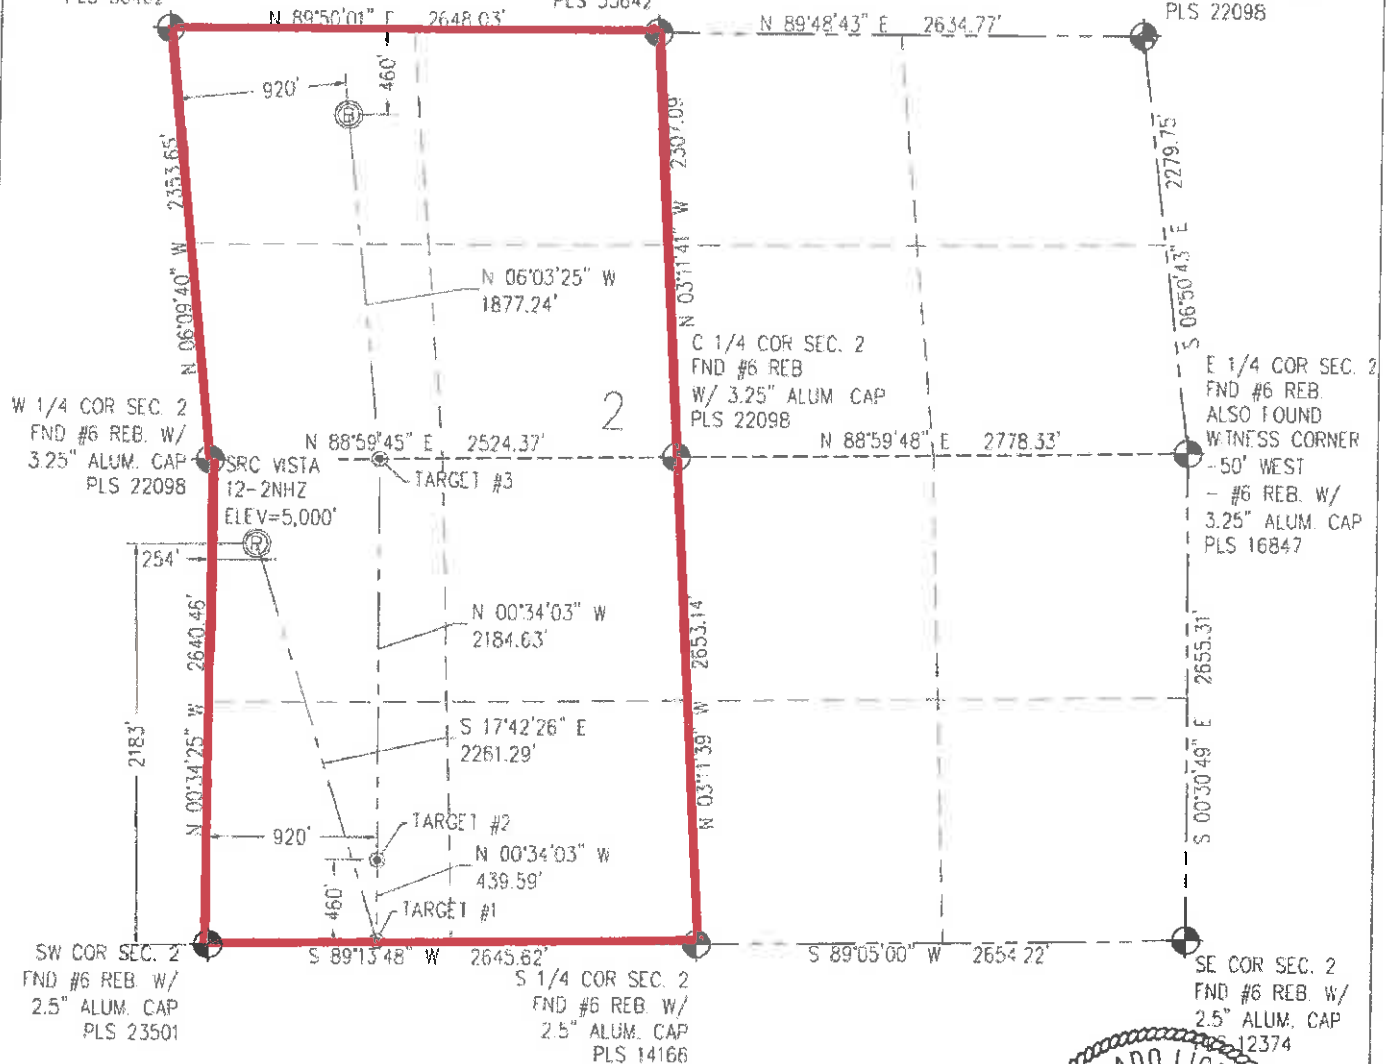 N 89°50'01" E 2648.03'
N 89°48'43" E 2634.77'
PLS 22098
920'
460'
2353.65'
N 06°09'40" W
2307.09'
N 03°11'41" W
2279.75'
S 06°50'43" E
N 06°03'25" W
1877.24'
C 1/4 COR SEC. 2
FND #6 REB
W/ 3.25" ALUM CAP
PLS 22098
2
E 1/4 COR SEC. 2
FND #6 REB.
ALSO FOUND
WITNESS CORNER
-50' WEST
- #6 REB. W/
3.25" ALUM. CAP
PLS 16847
W 1/4 COR SEC. 2
FND #6 REB. W/
3.25" ALUM. CAP
PLS 22098
N 88°59'45" E 2524.37'
N 88°59'48" E 2778.33'
SRC VISTA
12-2NHZ
ELEV=5,000'
TARGET #3
R
254'
2183'
2640.46'
N 00°34'25" W
N 00°34'03" W
2184.63'
2653.14'
N 03°11'39" W
2655.31'
S 00°30'49" E
S 17°42'26" E
2261.29'
920'
TARGET #2
N 00°34'03" W
439.59'
460'
TARGET #1
SW COR SEC. 2
FND #6 REB. W/
2.5" ALUM. CAP
PLS 23501
S 89°13'48" W 2645.62'
S 1/4 COR SEC. 2
FND #6 REB. W/
2.5" ALUM. CAP
PLS 14166
S 89°05'00" W 2654.22'
SE COR SEC. 2
FND #6 REB. W/
2.5" ALUM. CAP
PLS 12374